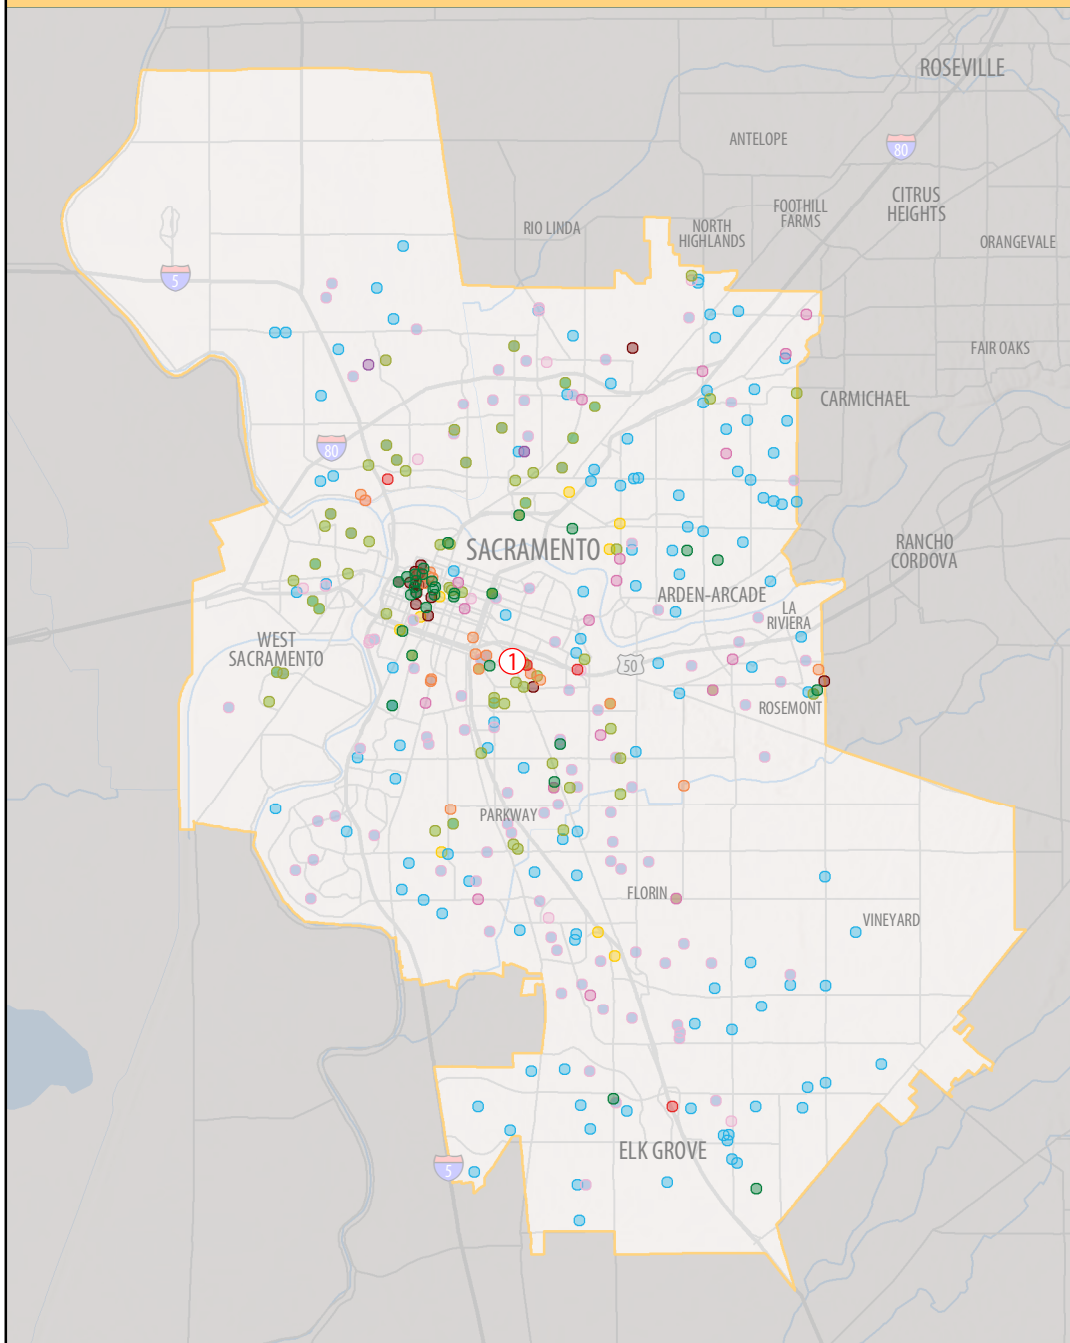 ROSEVILLE
ANTELOPE
80
CITRUS
HEIGHTS
FOOTHILL
FARMS
RIO LINDA
NORTH
HIGHLANDS
ORANGEVALE
5
FAIR OAKS
CARMICHAEL
80
SACRAMENTO
RANCHO
CORDOVA
ARDEN-ARCADE
LA
RIVIERA
WEST
SACRAMENTO
1
50
ROSEMONT
PARKWAY
FLORIN
VINEYARD
ELK GROVE
5